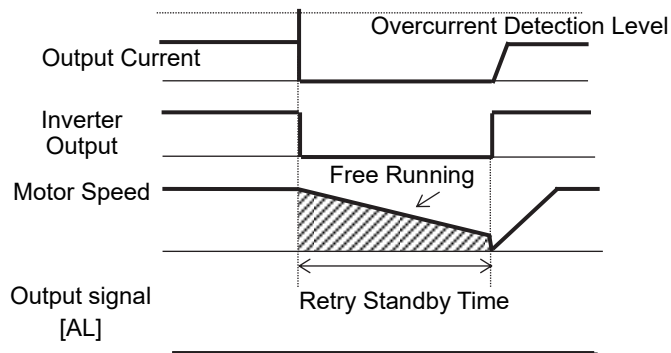 Overcurrent Detection Level
Output Current
Inverter
Output
Free Running
Motor Speed
Retry Standby Time
Output signal
[AL]